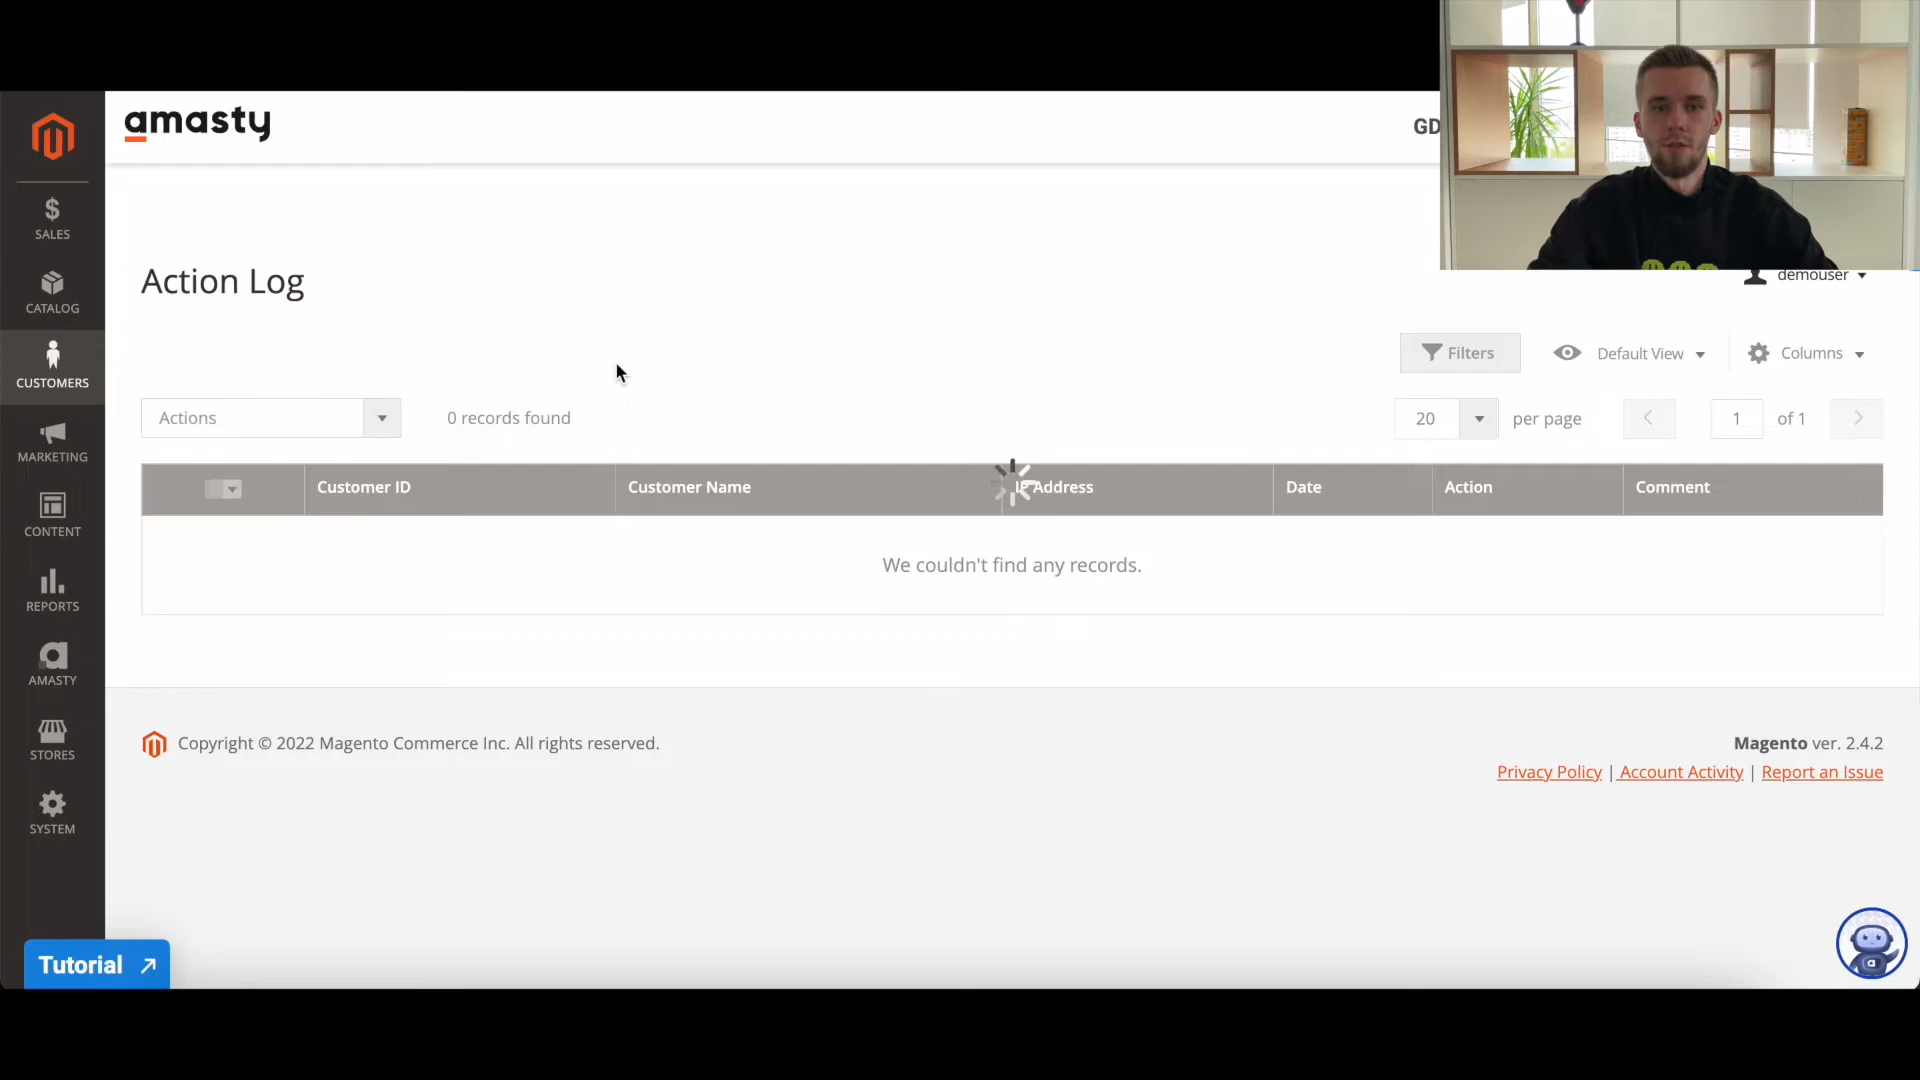 amasty
GD
SALES
CATALOG
CUSTOMERS
MARKETING
CONTENT
REPORTS
AMASTY
STORES
SYSTEM
Action Log
demouser
Filters
Default View
Columns
Actions
0 records found
20
per page
1
of 1
Customer ID
Customer Name
IP Address
Date
Action
Comment
We couldn't find any records.
Copyright © 2022 Magento Commerce Inc. All rights reserved.
Magento ver. 2.4.2
Privacy Policy | Account Activity | Report an Issue
Tutorial